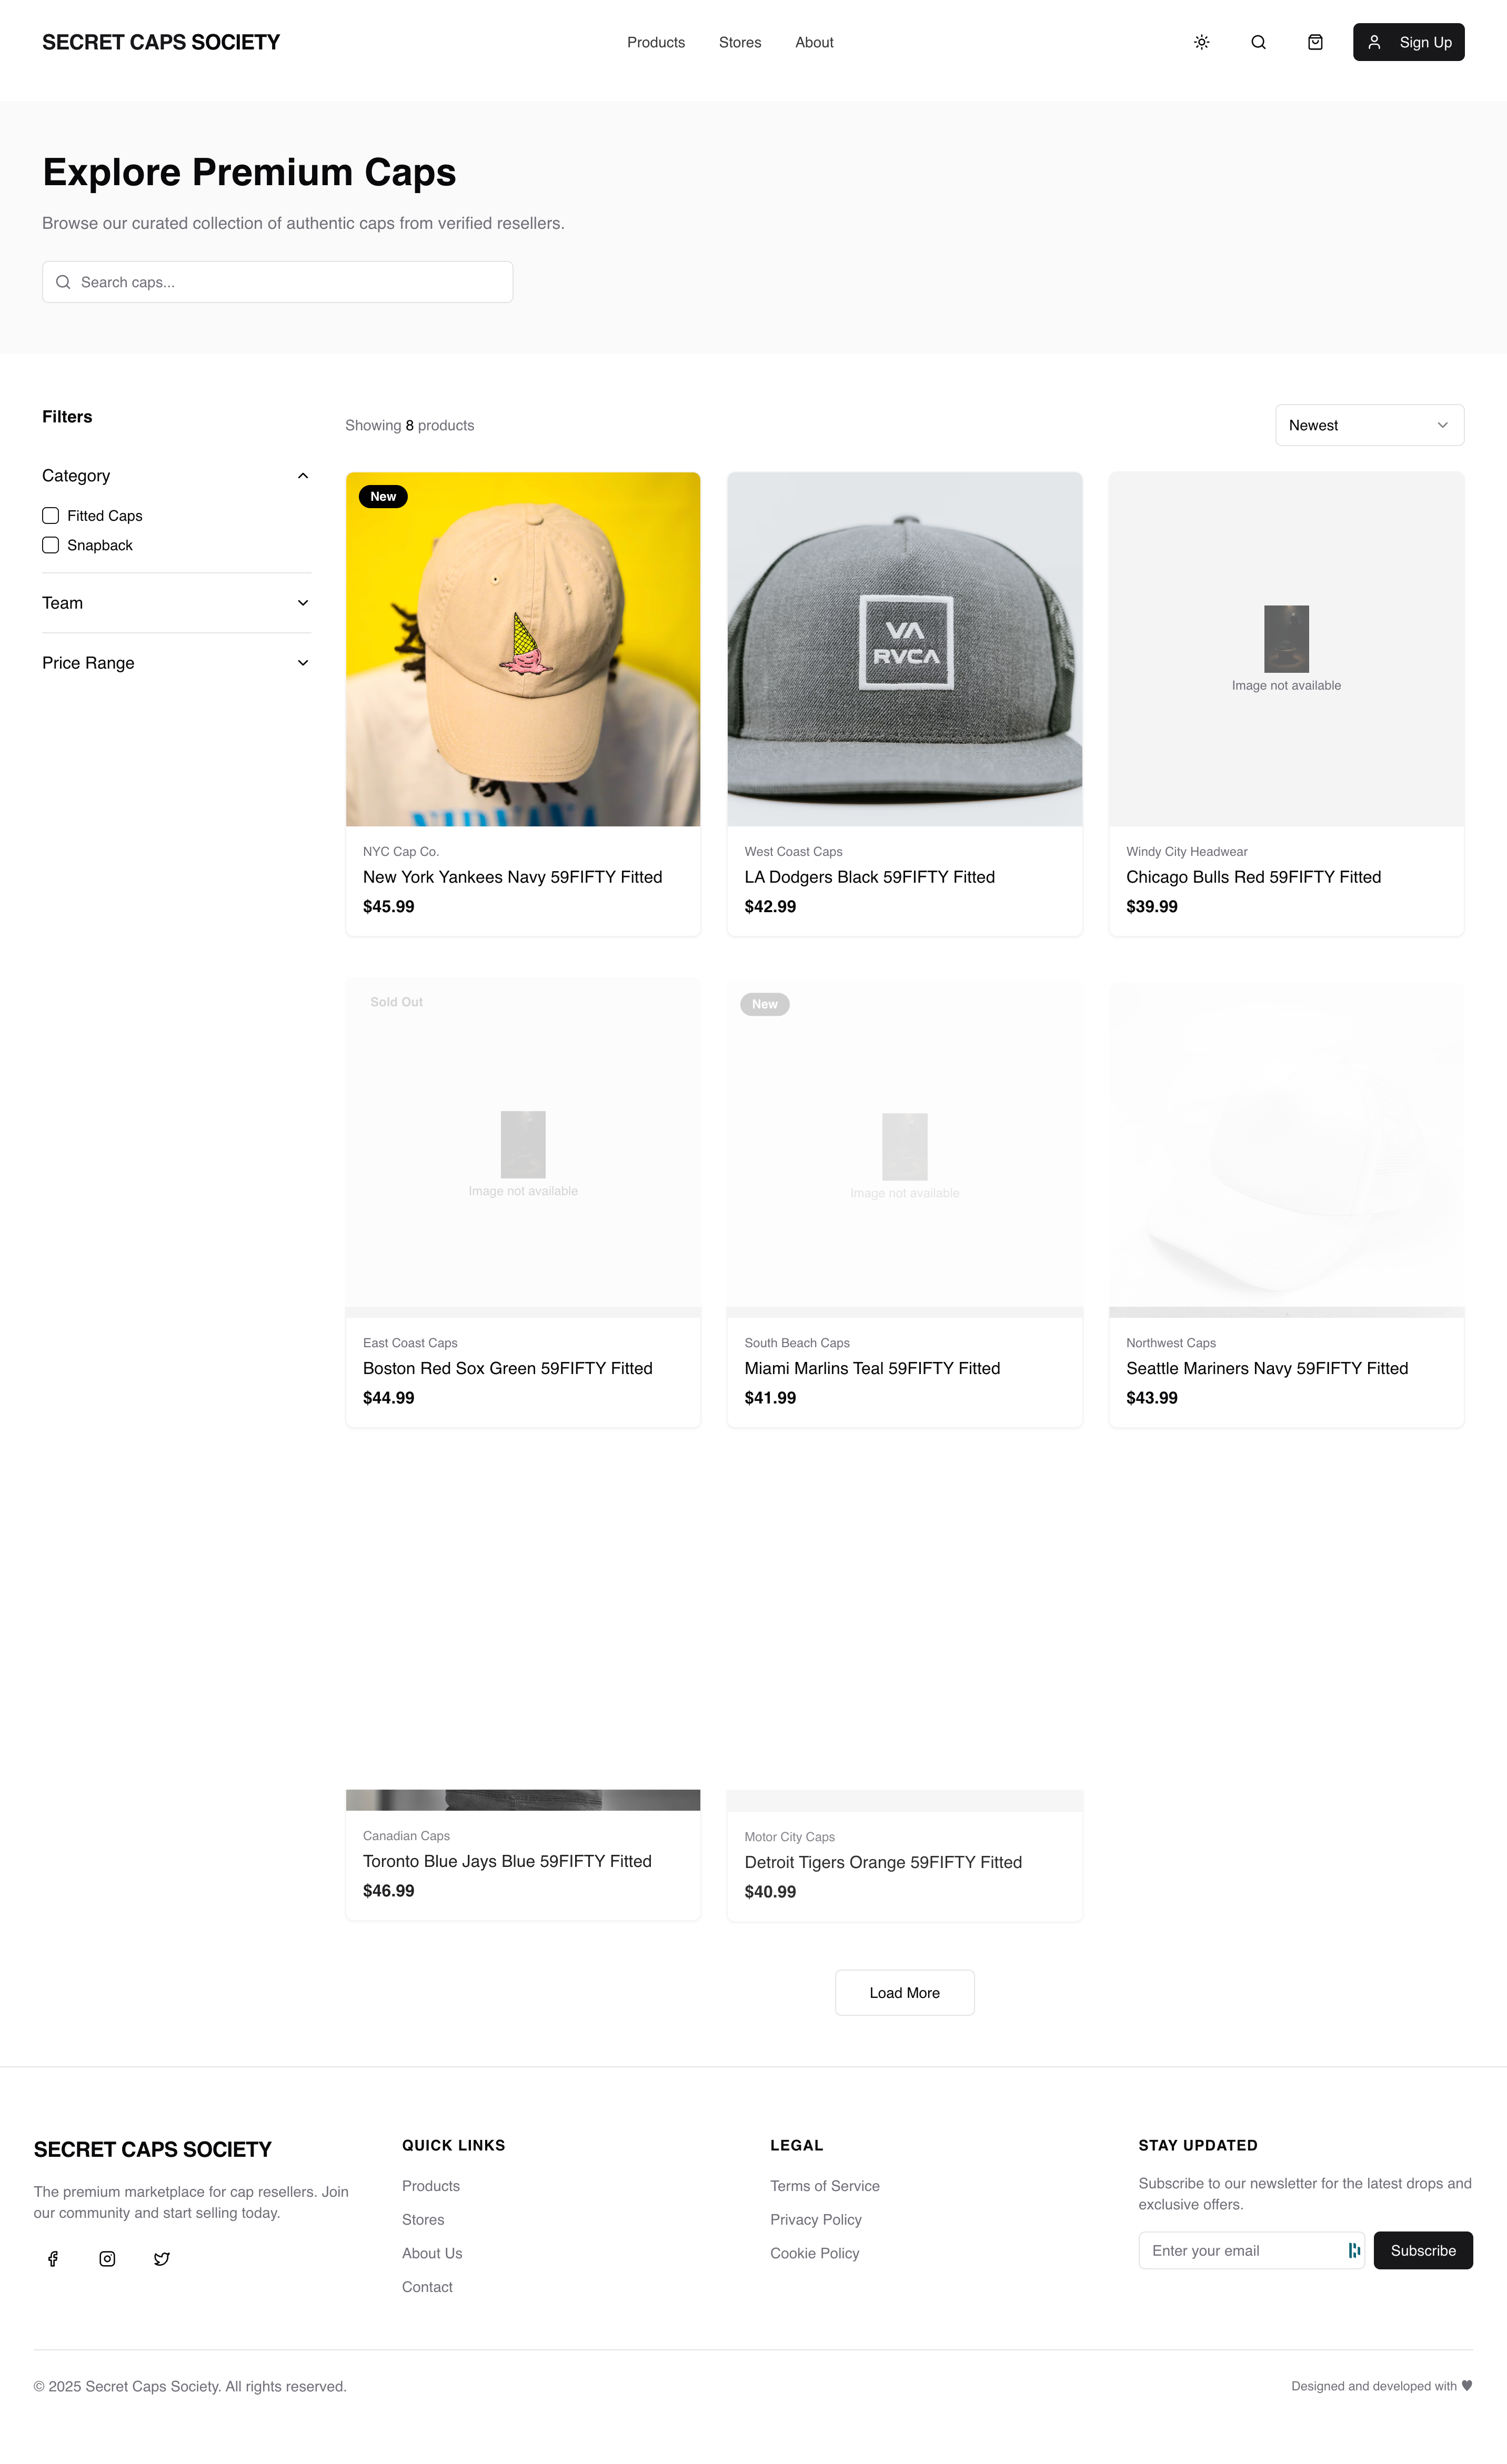 SECRET CAPS SOCIETY
Products
Stores
About
Sign Up
Explore Premium Caps
Browse our curated collection of authentic caps from verified resellers.
Search caps...
Filters
Category
Fitted Caps
Snapback
Team
Price Range
Showing 8 products
Newest
New
NIRVANA
NYC Cap Co.
New York Yankees Navy 59FIFTY Fitted
$45.99
VA
RVCA
West Coast Caps
LA Dodgers Black 59FIFTY Fitted
$42.99
Image not available
Windy City Headwear
Chicago Bulls Red 59FIFTY Fitted
$39.99
Sold Out
Image not available
East Coast Caps
Boston Red Sox Green 59FIFTY Fitted
$44.99
New
Image not available
South Beach Caps
Miami Marlins Teal 59FIFTY Fitted
$41.99
Northwest Caps
Seattle Mariners Navy 59FIFTY Fitted
$43.99
Canadian Caps
Toronto Blue Jays Blue 59FIFTY Fitted
$46.99
Motor City Caps
Detroit Tigers Orange 59FIFTY Fitted
$40.99
Load More
SECRET CAPS SOCIETY
The premium marketplace for cap resellers. Join
our community and start selling today.
QUICK LINKS
Products
Stores
About Us
Contact
LEGAL
Terms of Service
Privacy Policy
Cookie Policy
STAY UPDATED
Subscribe to our newsletter for the latest drops and
exclusive offers.
Enter your email
Subscribe
© 2025 Secret Caps Society. All rights reserved.
Designed and developed with ♥